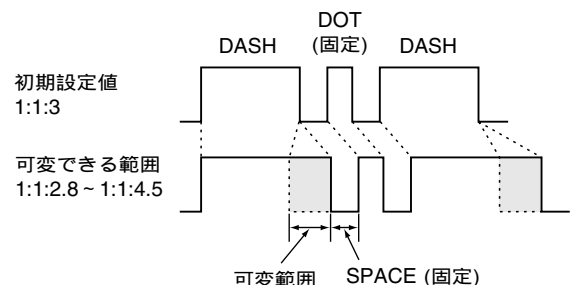 DOT
DASH (固定) DASH
初期設定値
1:1:3
可変できる範囲
1:1:2.8 ~ 1:1:4.5
可変範囲 SPACE (固定)